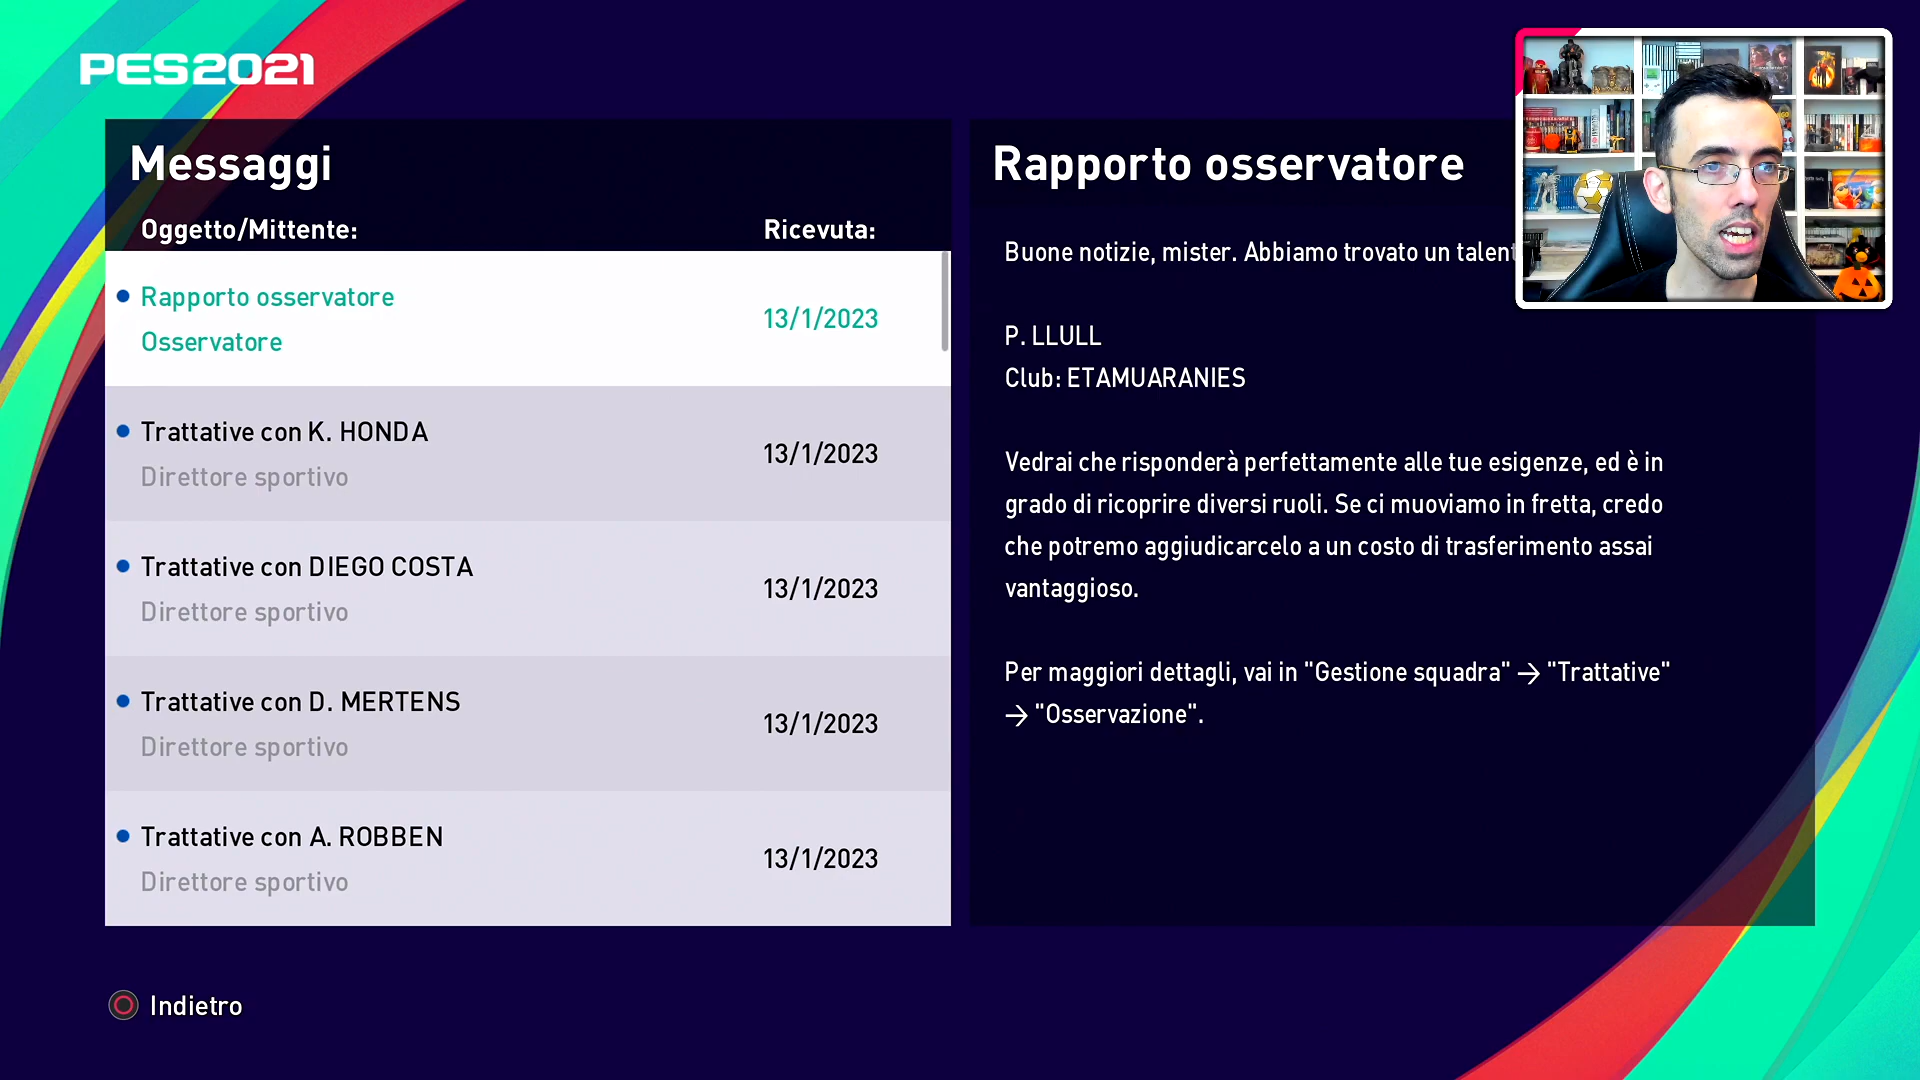 PES2021
Messaggi
Oggetto/Mittente:
Ricevuta:
Rapporto osservatore
Osservatore
13/1/2023
Trattative con K. HONDA
Direttore sportivo
13/1/2023
Trattative con DIEGO COSTA
Direttore sportivo
13/1/2023
Trattative con D. MERTENS
Direttore sportivo
13/1/2023
Trattative con A. ROBBEN
Direttore sportivo
13/1/2023
Rapporto osservatore
Buone notizie, mister. Abbiamo trovato un talent
P. LLULL
Club: ETAMUARANIES
Vedrai che risponderà perfettamente alle tue esigenze, ed è in
grado di ricoprire diversi ruoli. Se ci muoviamo in fretta, credo
che potremo aggiudicarcelo a un costo di trasferimento assai
vantaggioso.
Per maggiori dettagli, vai in "Gestione squadra" → "Trattative"
→ "Osservazione".
Indietro